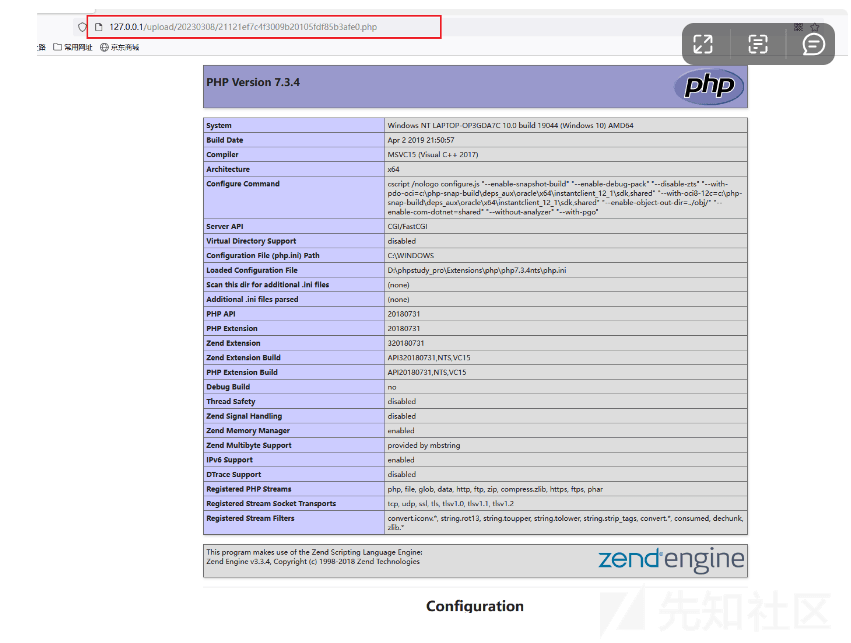 127.0.0.1/upload/20230308/21121ef7c4f3009b20105fdf85b3afe0.php
常用网址 京东商城
PHP Version 7.3.4
php
System Windows NT LAPTOP-OP3GDA7C 10.0 build 19044 (Windows 10) AMD64
Build Date Apr 2 2019 21:50:57
Compiler MSVC15 (Visual C++ 2017)
Architecture x64
Configure Command cscript /nologo configure.js "--enable-snapshot-build" "--enable-debug-pack" "--disable-zts" "--with-
pdo-oci=c:\php-snap-build\deps_aux\oracle\x64\instantclient_12_1\sdk,shared" "--with-oci8-12c=c:\php-
snap-build\deps_aux\oracle\x64\instantclient_12_1\sdk,shared" "--enable-object-out-dir=../obj/" "--
enable-com-dotnet=shared" "--without-analyzer" "--with-pgo"
Server API CGI/FastCGI
Virtual Directory Support disabled
Configuration File (php.ini) Path C:\WINDOWS
Loaded Configuration File D:\phpstudy_pro\Extensions\php\php7.3.4nts\php.ini
Scan this dir for additional .ini files (none)
Additional .ini files parsed (none)
PHP API 20180731
PHP Extension 20180731
Zend Extension 320180731
Zend Extension Build API320180731,NTS,VC15
PHP Extension Build API20180731,NTS,VC15
Debug Build no
Thread Safety disabled
Zend Signal Handling disabled
Zend Memory Manager enabled
Zend Multibyte Support provided by mbstring
IPv6 Support enabled
DTrace Support disabled
Registered PHP Streams php, file, glob, data, http, ftp, zip, compress.zlib, https, ftps, phar
Registered Stream Socket Transports tcp, udp, ssl, tls, tlsv1.0, tlsv1.1, tlsv1.2
Registered Stream Filters convert.iconv.*, string.rot13, string.toupper, string.tolower, string.strip_tags, convert.*, consumed, dechunk,
zlib.*
This program makes use of the Zend Scripting Language Engine:
Zend Engine v3.3.4, Copyright (c) 1998-2018 Zend Technologies
zend engine
Configuration
先知社区